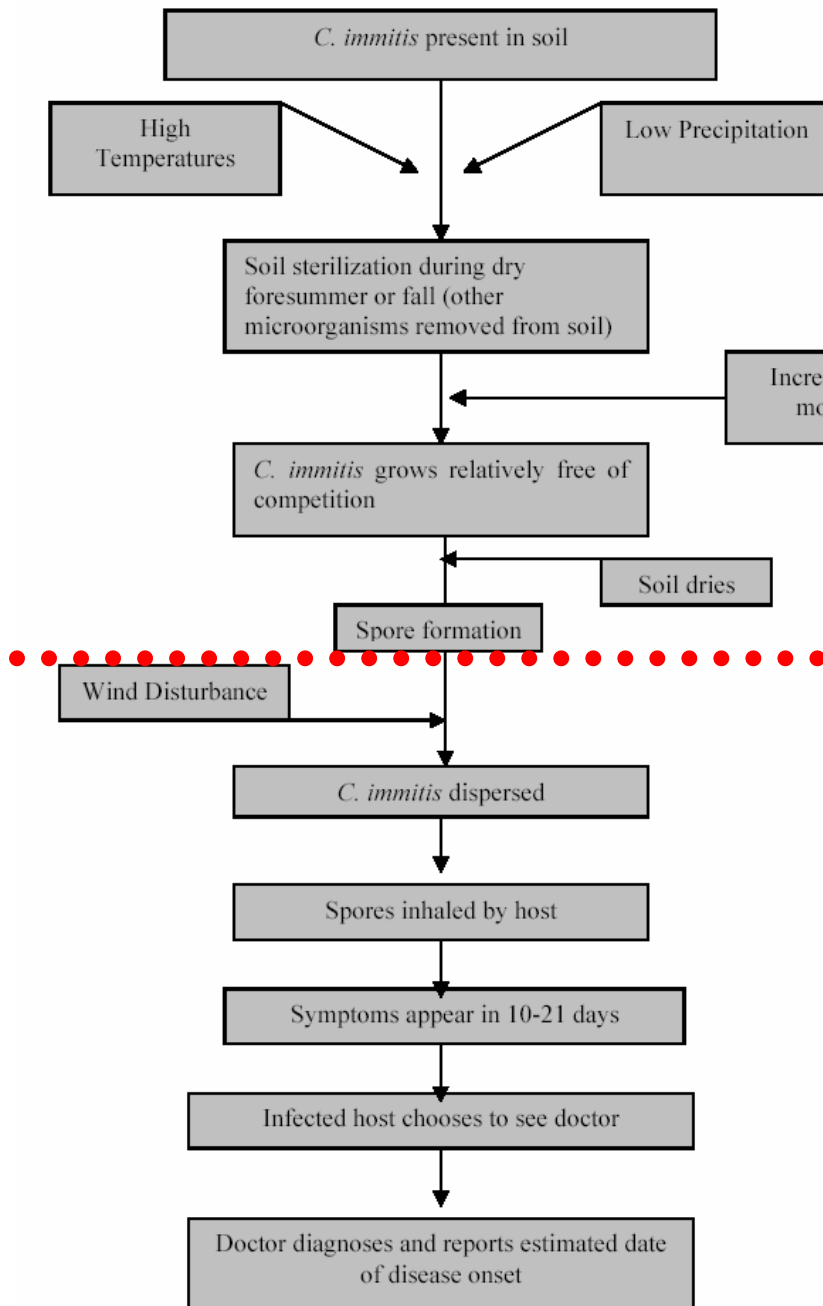 C. immitis present in soil
High
Temperatures
Low Precipitation
Soil sterilization during dry
foresummer or fall (other
microorganisms removed from soil)
C. immitis grows relatively free of
competition
Soil dries
Spore formation
Wind Disturbance
C. immitis dispersed
Spores inhaled by host
Symptoms appear in 10-21 days
Infected host chooses to see doctor
Doctor diagnoses and reports estimated date
of disease onset